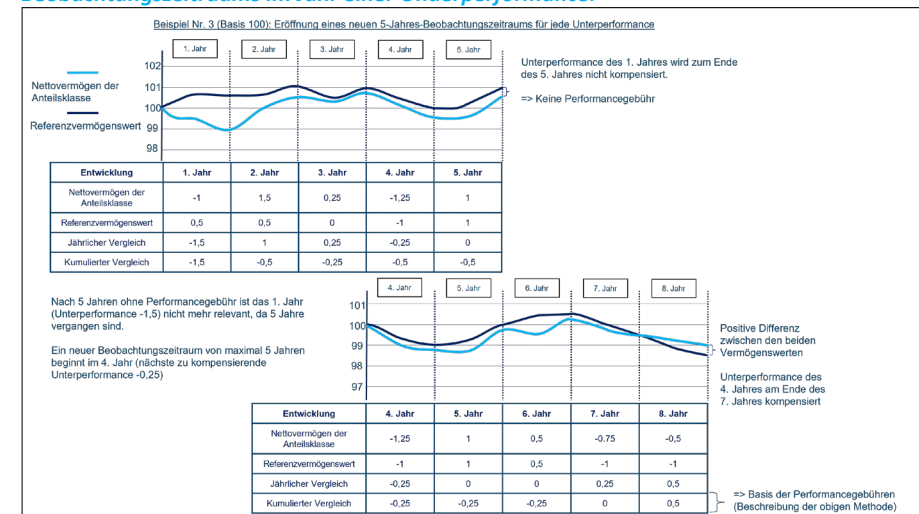 Beispiel Nr. 3 (Basis 100): Eröffnung eines neuen 5-Jahres-Beobachtungszeitraums für jede Unterperformance
1. Jahr 2. Jahr 3. Jahr 4. Jahr 5. Jahr
102
101
100
99
98
Nettovermögen der
Anteilsklasse
Referenzvermögenswert
Unterperformance des 1. Jahres wird zum Ende
des 5. Jahres nicht kompensiert.
=> Keine Performancegebühr
Entwicklung 1. Jahr 2. Jahr 3. Jahr 4. Jahr 5. Jahr
Nettovermögen der
Anteilsklasse -1 1,5 0,25 -1,25 1
Referenzvermögenswert 0,5 0,5 0 -1 1
Jährlicher Vergleich -1,5 1 0,25 -0,25 0
Kumulierter Vergleich -1,5 -0,5 -0,25 -0,5 -0,5
Nach 5 Jahren ohne Performancegebühr ist das 1. Jahr
(Unterperformance -1,5) nicht mehr relevant, da 5 Jahre
vergangen sind.
Ein neuer Beobachtungszeitraum von maximal 5 Jahren
beginnt im 4. Jahr (nächste zu kompensierende
Unterperformance -0,25)
4. Jahr 5. Jahr 6. Jahr 7. Jahr 8. Jahr
101
100
99
98
97
Positive Differenz
zwischen den beiden
Vermögenswerten
Unterperformance des
4. Jahres am Ende des
7. Jahres kompensiert
Entwicklung 4. Jahr 5. Jahr 6. Jahr 7. Jahr 8. Jahr
Nettovermögen der
Anteilsklasse -1,25 1 0,5 -0.75 -0,5
Referenzvermögenswert -1 1 0,5 -1 -1
Jährlicher Vergleich -0,25 0 0 0,25 0,5
Kumulierter Vergleich -0,25 -0,25 -0,25 0 0,5
=> Basis der Performancegebühren
(Beschreibung der obigen Methode)